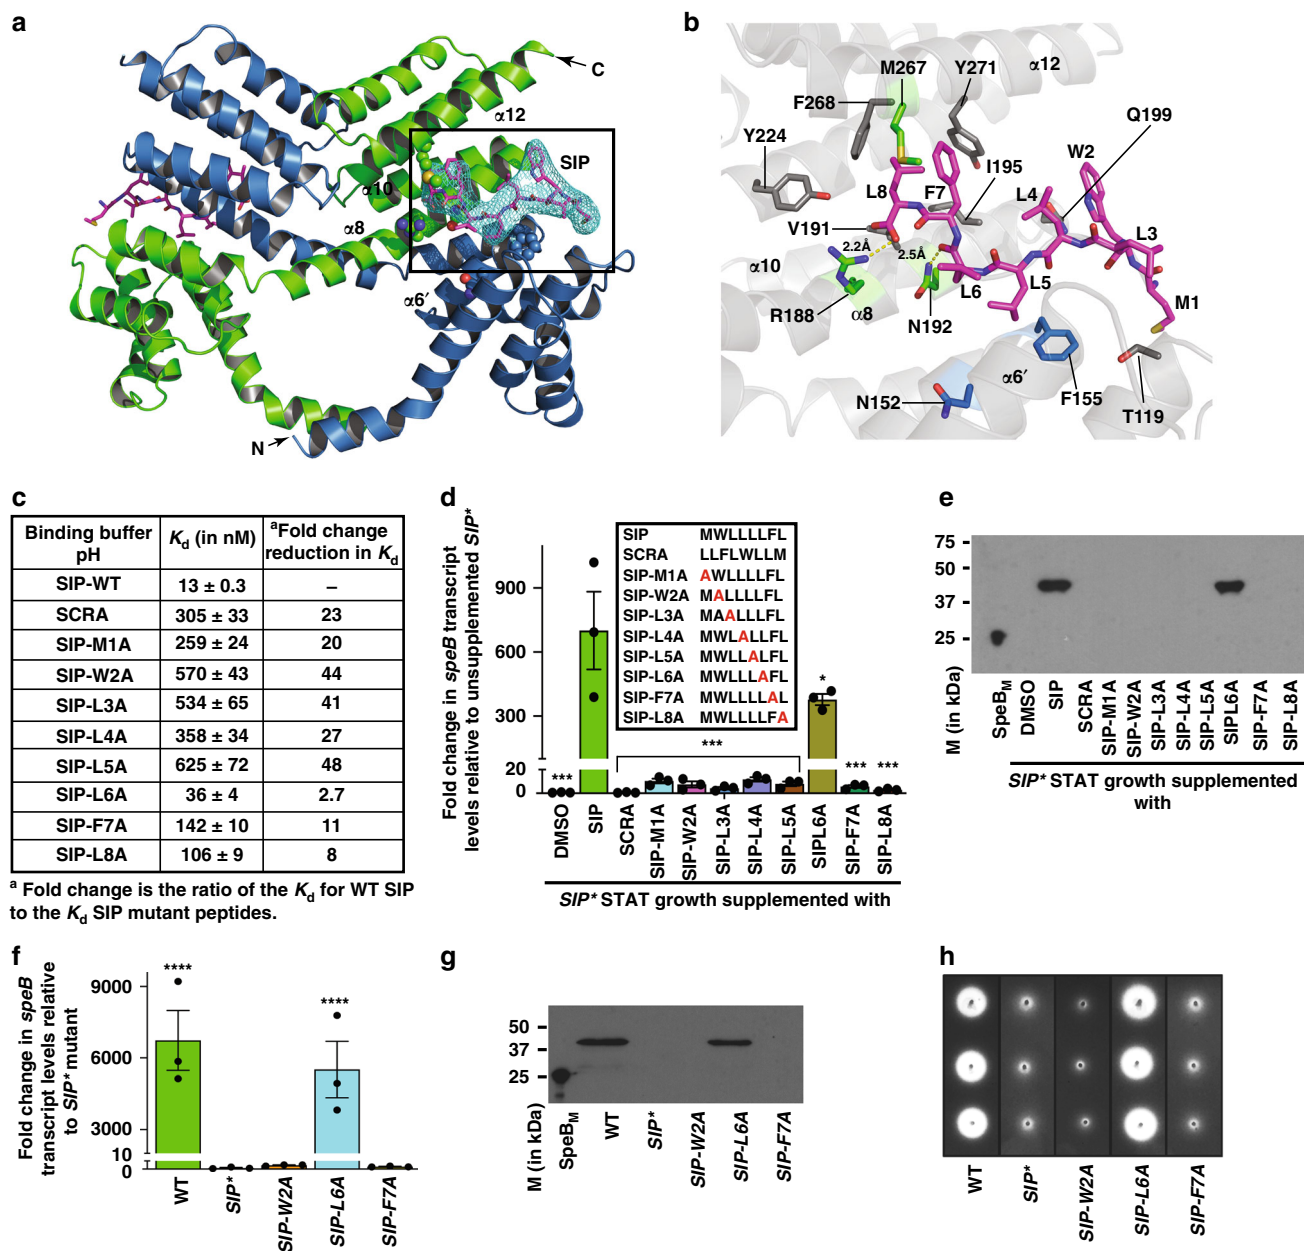 a
C
α12
SIP
α10
α8
α6′
N
b
M267
Y271
α12
F268
Q199
Y224
W2
I195
L8
F7
L4
V191
L3
2.2Å
2.5Å
α10
L6
L5
M1
R188
α8
N192
α6′
N152
F155
T119
c
Binding buffer pH | Kd (in nM) | aFold change reduction in Kd
SIP-WT | 13 ± 0.3 | –
SCRA | 305 ± 33 | 23
SIP-M1A | 259 ± 24 | 20
SIP-W2A | 570 ± 43 | 44
SIP-L3A | 534 ± 65 | 41
SIP-L4A | 358 ± 34 | 27
SIP-L5A | 625 ± 72 | 48
SIP-L6A | 36 ± 4 | 2.7
SIP-F7A | 142 ± 10 | 11
SIP-L8A | 106 ± 9 | 8
a Fold change is the ratio of the Kd for WT SIP
to the Kd SIP mutant peptides.
d
Fold change in speB transcript
levels relative to unsupplemented SIP*
900
600
300
20
0
SIP MWLLLLFL
SCRA LLFLWLLM
SIP-M1A AWLLLLFL
SIP-W2A MALLLLFL
SIP-L3A MAALLLFL
SIP-L4A MWLALLFL
SIP-L5A MWLLALFL
SIP-L6A MWLLLAFL
SIP-F7A MWLLLLAL
SIP-L8A MWLLLLFA
***
***
*
***
***
DMSO
SIP
SCRA
SIP-M1A
SIP-W2A
SIP-L3A
SIP-L4A
SIP-L5A
SIPL6A
SIP-F7A
SIP-L8A
SIP* STAT growth supplemented with
e
M (in kDa)
75
50
37
25
SpeBM
DMSO
SIP
SCRA
SIP-M1A
SIP-W2A
SIP-L3A
SIP-L4A
SIP-L5A
SIPL6A
SIP-F7A
SIP-L8A
SIP* STAT growth supplemented
with
f
Fold change in speB
transcript levels relative
to SIP* mutant
9000
6000
3000
10
0
****
****
WT
SIP*
SIP-W2A
SIP-L6A
SIP-F7A
g
M (in kDa)
50
37
25
SpeBM
WT
SIP*
SIP-W2A
SIP-L6A
SIP-F7A
h
WT
SIP*
SIP-W2A
SIP-L6A
SIP-F7A